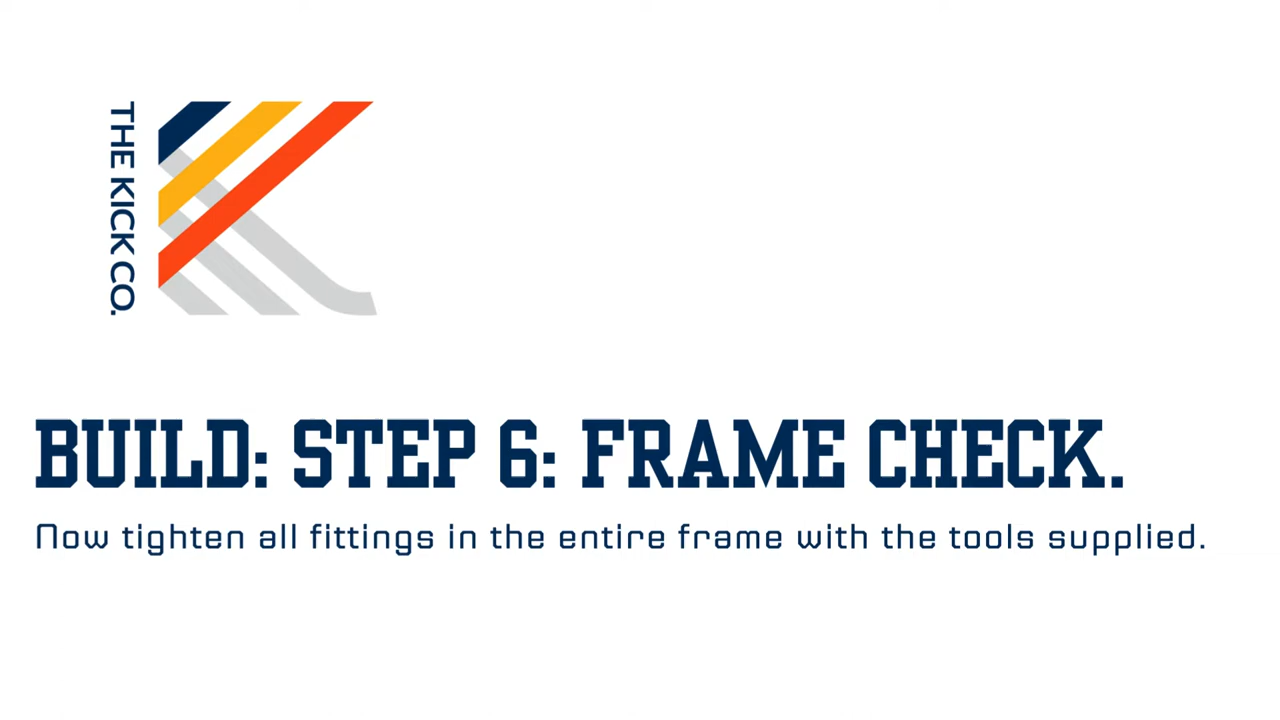 THE KICK CO.
BUILD: STEP 6: FRAME CHECK.
Now tighten all fittings in the entire frame with the tools supplied.